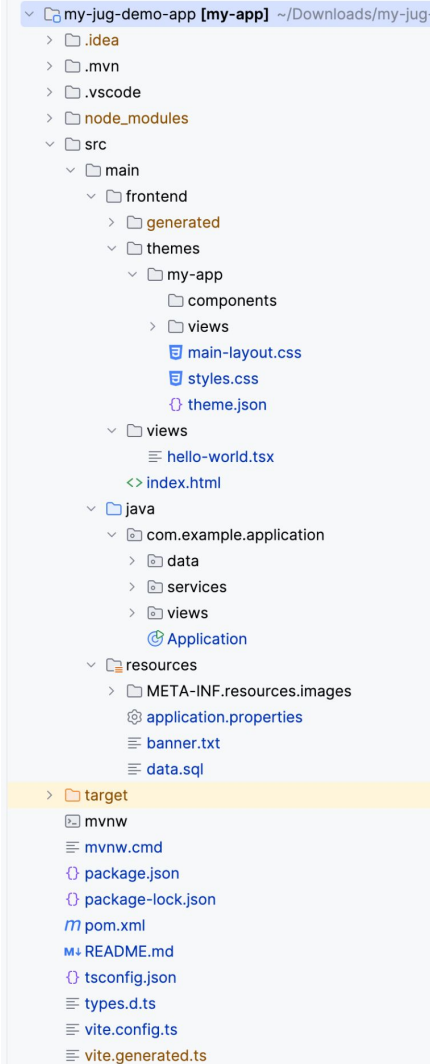 my-jug-demo-app [my-app] ~/Downloads/my-jug-
.idea
.mvn
.vscode
node_modules
src
main
frontend
generated
themes
my-app
components
views
main-layout.css
styles.css
{} theme.json
views
hello-world.tsx
<> index.html
java
com.example.application
data
services
views
Application
resources
META-INF.resources.images
application.properties
banner.txt
data.sql
target
mvnw
mvnw.cmd
{} package.json
{} package-lock.json
m pom.xml
M↓ README.md
{} tsconfig.json
types.d.ts
vite.config.ts
vite.generated.ts